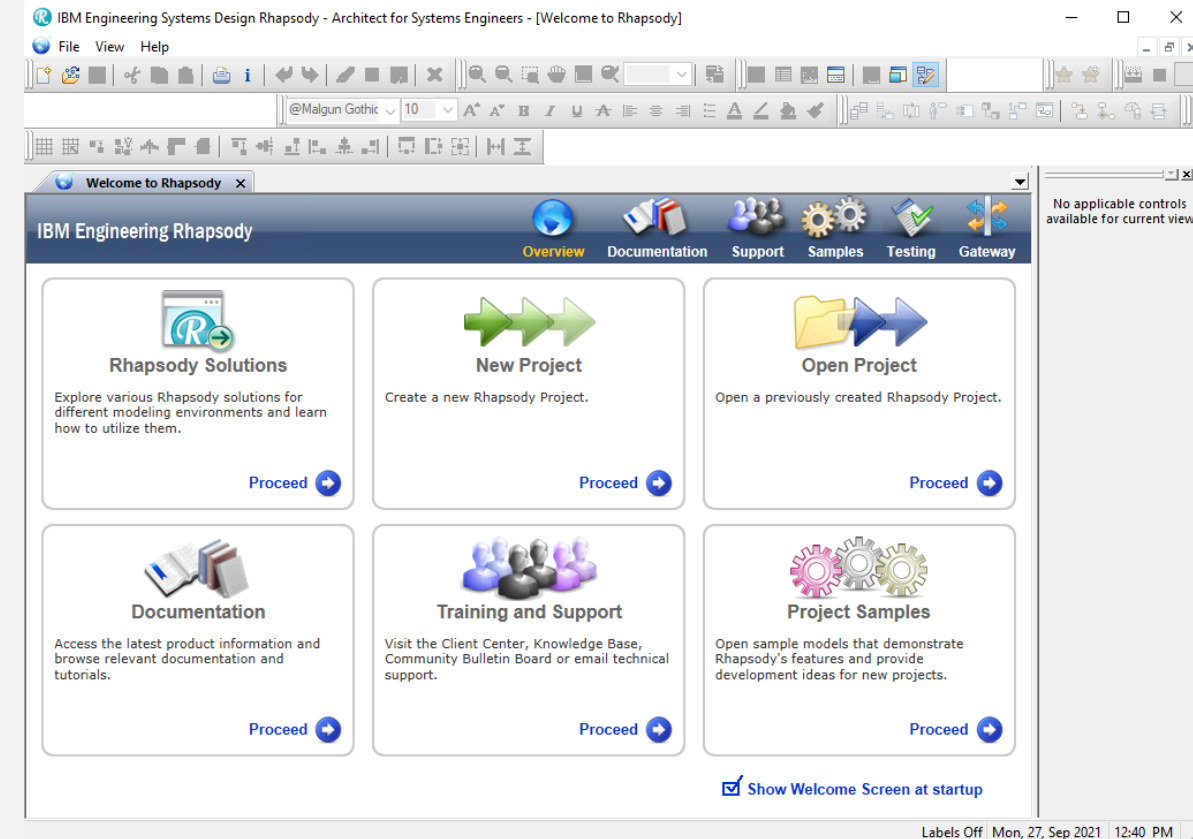 IBM Engineering Systems Design Rhapsody - Architect for Systems Engineers - [Welcome to Rhapsody]
File View Help
@Malgun Gothic 10
Welcome to Rhapsody
No applicable controls
available for current view
IBM Engineering Rhapsody
Overview Documentation Support Samples Testing Gateway
Rhapsody Solutions
Explore various Rhapsody solutions for
different modeling environments and learn
how to utilize them.
Proceed
New Project
Create a new Rhapsody Project.
Proceed
Open Project
Open a previously created Rhapsody Project.
Proceed
Documentation
Access the latest product information and
browse relevant documentation and
tutorials.
Proceed
Training and Support
Visit the Client Center, Knowledge Base,
Community Bulletin Board or email technical
support.
Proceed
Project Samples
Open sample models that demonstrate
Rhapsody's features and provide
development ideas for new projects.
Proceed
Show Welcome Screen at startup
Labels Off Mon, 27, Sep 2021 12:40 PM